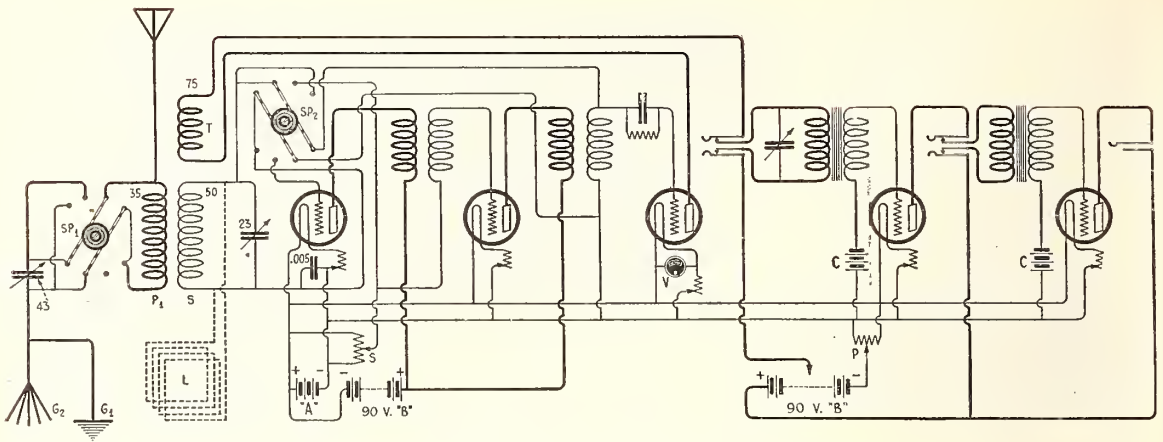 75
T
SP2
35
50
SP1
23
.005
V
C
C
43
P1
S
S
P
L
+
-
-
+
"A"
90 V. "B"
+
-
90 V. "B"
G2
G1